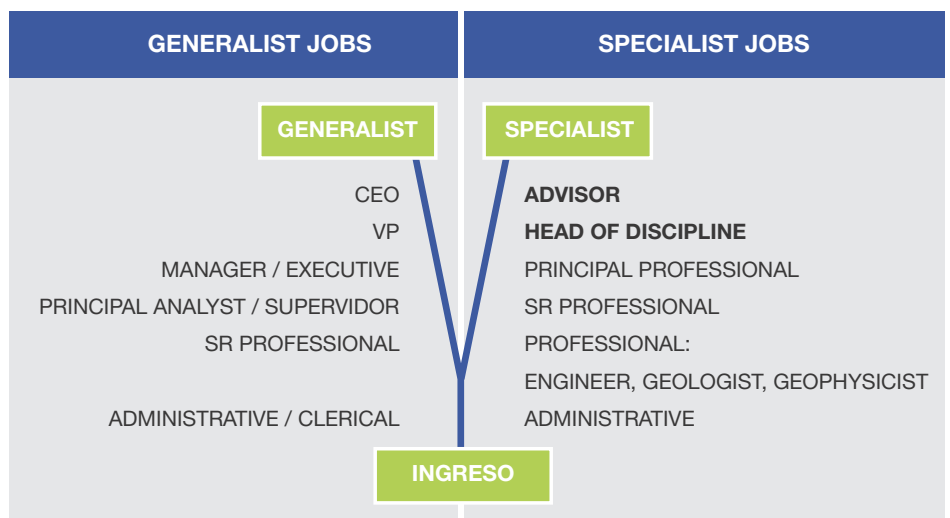 GENERALIST JOBS
SPECIALIST JOBS
GENERALIST
SPECIALIST
CEO
VP
MANAGER / EXECUTIVE
PRINCIPAL ANALYST / SUPERVIDOR
SR PROFESSIONAL
ADMINISTRATIVE / CLERICAL
ADVISOR
HEAD OF DISCIPLINE
PRINCIPAL PROFESSIONAL
SR PROFESSIONAL
PROFESSIONAL:
ENGINEER, GEOLOGIST, GEOPHYSICIST
ADMINISTRATIVE
INGRESO